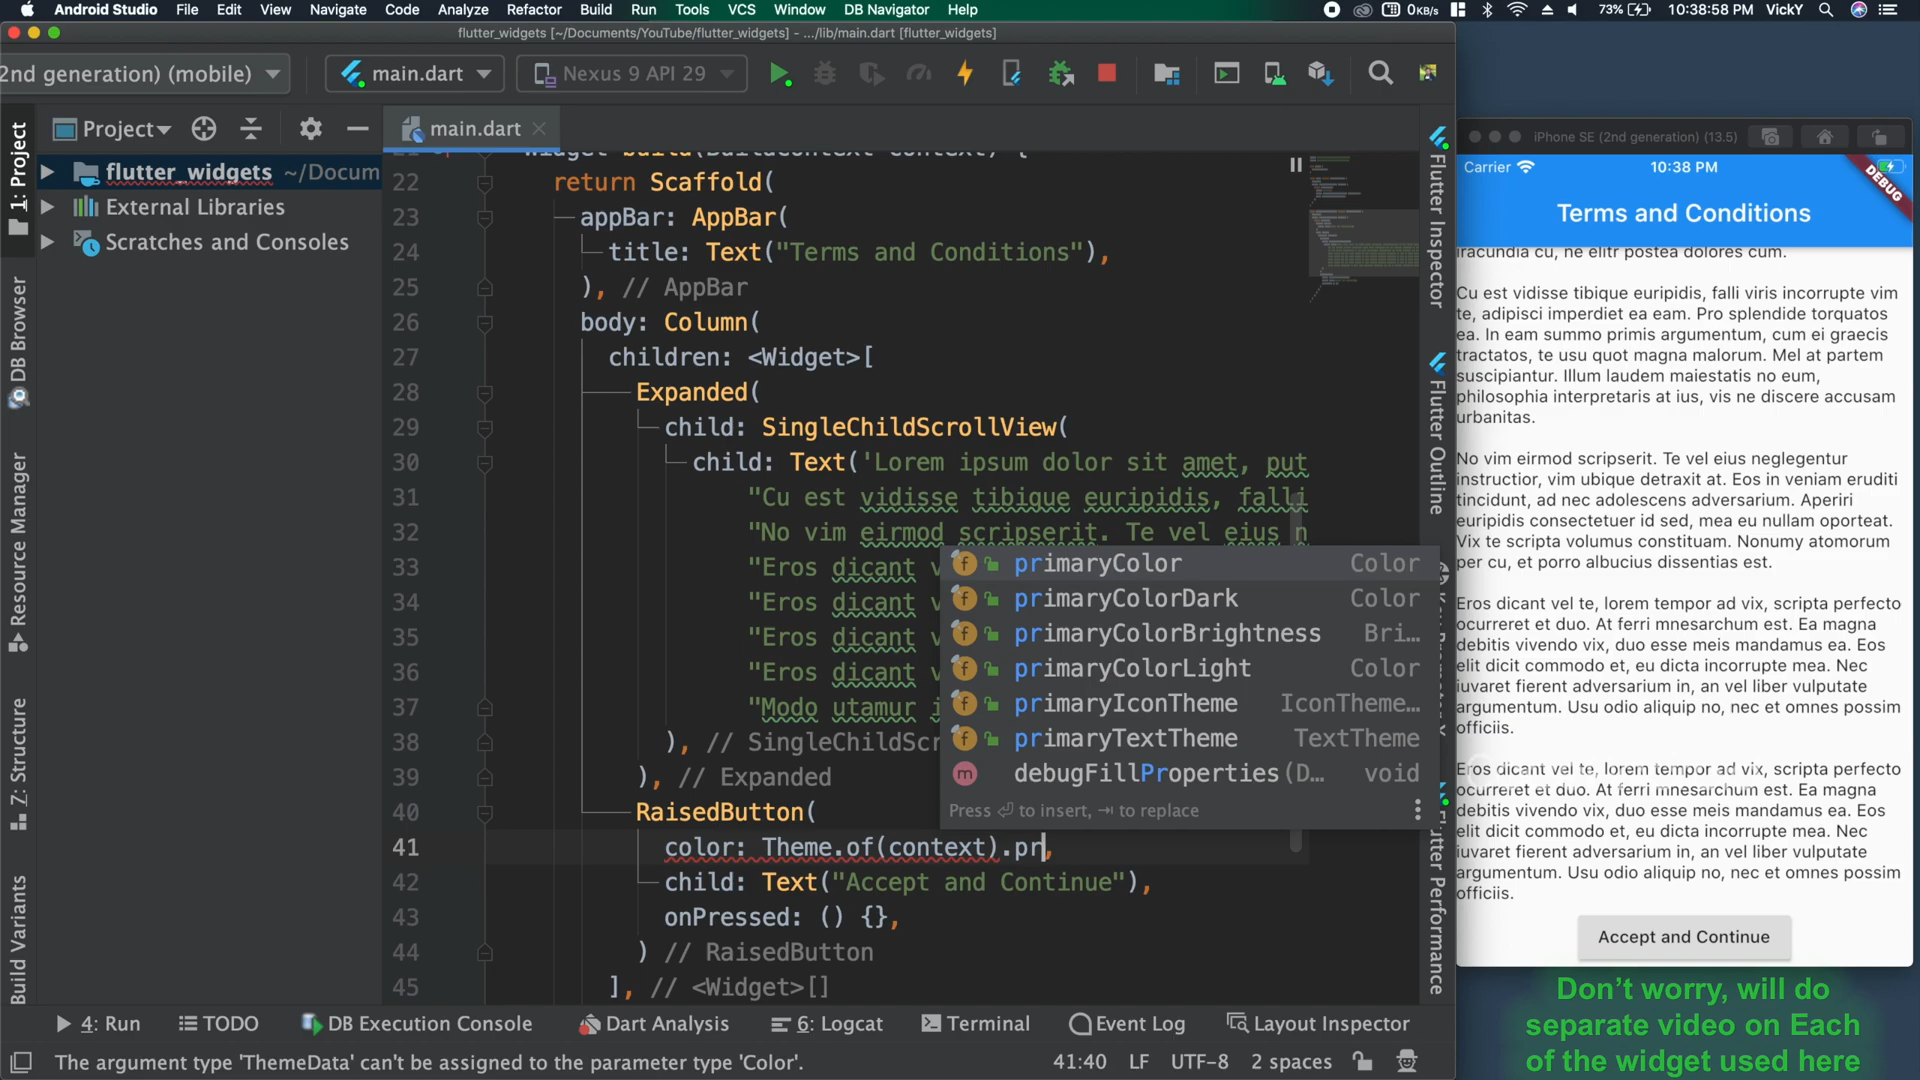 Android Studio File Edit View Navigate Code Analyze Refactor Build Run Tools VCS Window DB Navigator Help
0KB/s 73% 10:38:58 PM VickY
flutter_widgets [~/Documents/YouTube/flutter_widgets] - .../lib/main.dart [flutter_widgets]
2nd generation) (mobile) main.dart Nexus 9 API 29
Project main.dart
flutter_widgets ~/Docum
External Libraries
Scratches and Consoles
1: Project
DB Browser
Resource Manager
Z: Structure
Build Variants
21 Widget build(BuildContext context) {
22 return Scaffold(
23 appBar: AppBar(
24 title: Text("Terms and Conditions"),
25 ), // AppBar
26 body: Column(
27 children: <Widget>[
28 Expanded(
29 child: SingleChildScrollView(
30 child: Text('Lorem ipsum dolor sit amet, put
31 "Cu est vidisse tibique euripidis, falli
32 "No vim eirmod scripserit. Te vel eius n
33 "Eros dicant v
34 "Eros dicant v
35 "Eros dicant v
36 "Eros dicant v
37 "Modo utamur i
38 ), // SingleChildScr
39 ), // Expanded
40 RaisedButton(
41 color: Theme.of(context).pr,
42 child: Text("Accept and Continue"),
43 onPressed: () {},
44 ) // RaisedButton
45 ], // <Widget>[]
primaryColor Color
primaryColorDark Color
primaryColorBrightness Bri…
primaryColorLight Color
primaryIconTheme IconTheme…
primaryTextTheme TextTheme
debugFillProperties(D… void
Press ⏎ to insert, ⇥ to replace
Flutter Inspector
Flutter Outline
Flutter Performance
4: Run TODO DB Execution Console Dart Analysis 6: Logcat Terminal Event Log Layout Inspector
The argument type 'ThemeData' can't be assigned to the parameter type 'Color'. 41:40 LF UTF-8 2 spaces
iPhone SE (2nd generation) (13.5)
Carrier 10:38 PM
DEBUG
Terms and Conditions
iracundia cu, ne elitr postea dolores cum.
Cu est vidisse tibique euripidis, falli viris incorrupte vim
te, adipisci imperdiet ea eam. Pro splendide torquatos
ea. In eam summo primis argumentum, cum ei graecis
tractatos, te usu quot magna malorum. Mel at partem
suscipiantur. Illum laudem maiestatis no eum,
philosophia interpretaris at ius, vis ne discere accusam
urbanitas.
No vim eirmod scripserit. Te vel eius neglegentur
instructior, vim ubique detraxit at. Eos in veniam eruditi
tincidunt, ad nec adolescens adversarium. Aperiri
euripidis consectetuer id sed, mea eu nullam oporteat.
Vix te scripta volumus constituam. Nonumy atomorum
per cu, et porro albucius dissentias est.
Eros dicant vel te, lorem tempor ad vix, scripta perfecto
ocurreret et duo. At ferri mnesarchum est. Ea magna
debitis vivendo vix, duo esse meis mandamus ea. Eos
elit dicit commodo et, eu dicta incorrupte mea. Nec
iuvaret fierent adversarium in, an vel liber vulputate
argumentum. Usu odio aliquip no, nec et omnes possim
officiis.
Eros dicant vel te, lorem tempor ad vix, scripta perfecto
ocurreret et duo. At ferri mnesarchum est. Ea magna
debitis vivendo vix, duo esse meis mandamus ea. Eos
elit dicit commodo et, eu dicta incorrupte mea. Nec
iuvaret fierent adversarium in, an vel liber vulputate
argumentum. Usu odio aliquip no, nec et omnes possim
officiis.
Accept and Continue
Don't worry, will do
separate video on Each
of the widget used here